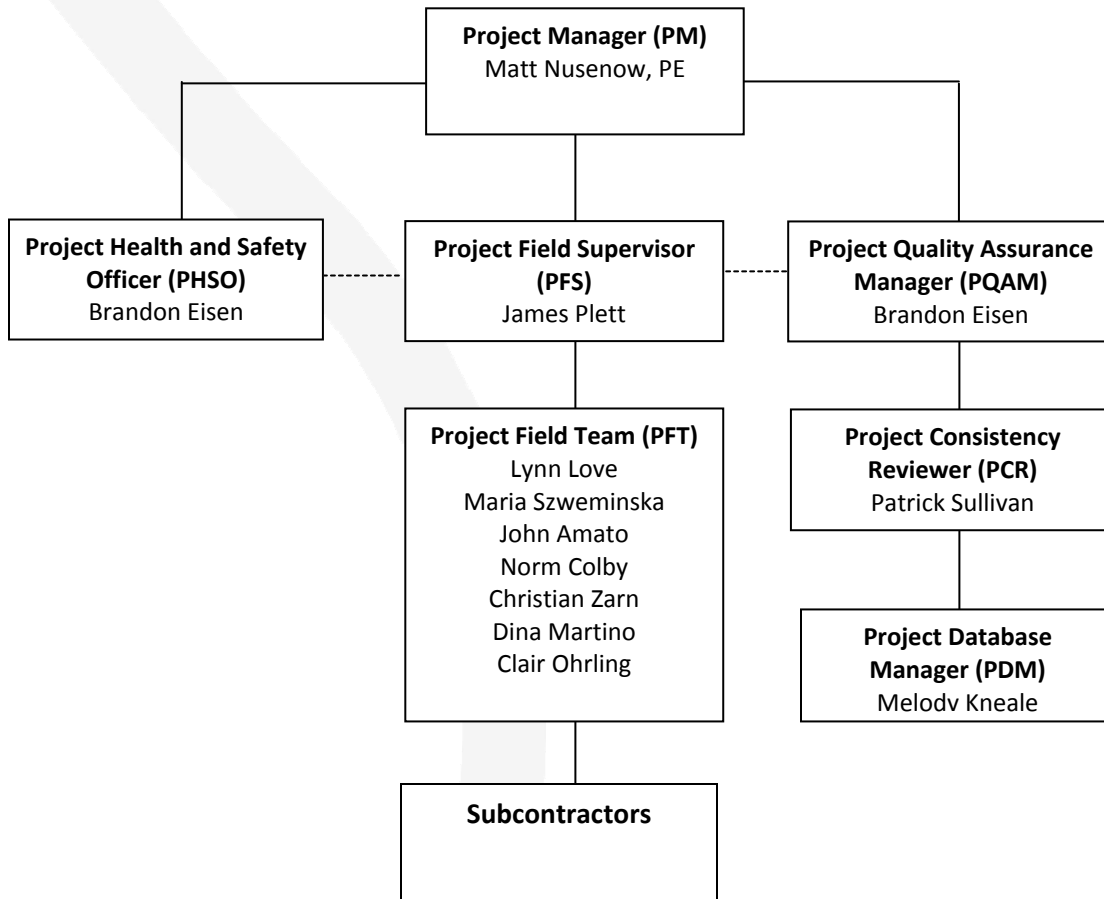 Project Manager (PM)
Matt Nusenow, PE
Project Health and Safety
Officer (PHSO)
Brandon Eisen
Project Field Supervisor
(PFS)
James Plett
Project Quality Assurance
Manager (PQAM)
Brandon Eisen
Project Field Team (PFT)
Lynn Love
Maria Szweminska
John Amato
Norm Colby
Christian Zarn
Dina Martino
Clair Ohrling
Project Consistency
Reviewer (PCR)
Patrick Sullivan
Project Database
Manager (PDM)
Melody Kneale
Subcontractors